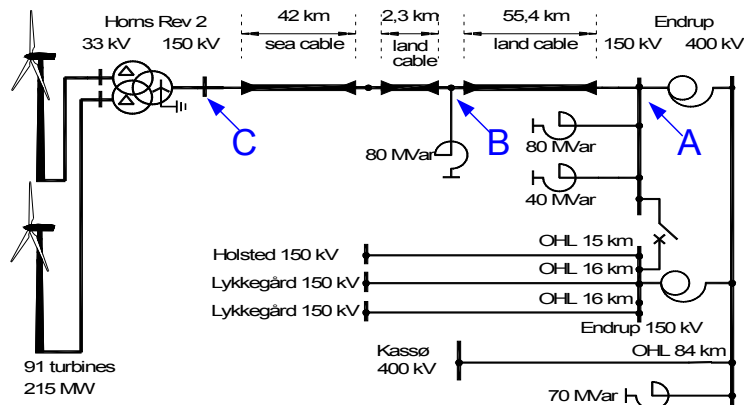 Horns Rev 2
33 kV 150 kV
42 km
sea cable
2,3 km
land
cable
55,4 km
land cable
Endrup
150 kV 400 kV
C
B
A
80 MVar
80 MVar
40 MVar
Holsted 150 kV
OHL 15 km
Lykkegård 150 kV
OHL 16 km
Lykkegård 150 kV
OHL 16 km
Endrup 150 kV
Kassø
400 kV
OHL 84 km
70 MVar
91 turbines
215 MW